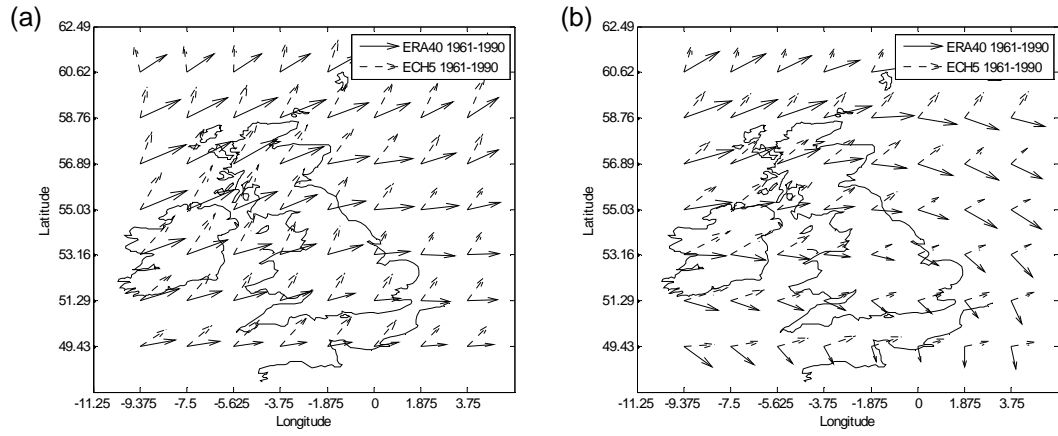 (a)
62.49
60.62
58.76
56.89
55.03
53.16
51.29
49.43
Latitude
-11.25 -9.375 -7.5 -5.625 -3.75 -1.875 0 1.875 3.75
Longitude
ERA40 1961-1990
ECH5 1961-1990
(b)
62.49
60.62
58.76
56.89
55.03
53.16
51.29
49.43
Latitude
-11.25 -9.375 -7.5 -5.625 -3.75 -1.875 0 1.875 3.75
Longitude
ERA40 1961-1990
ECH5 1961-1990